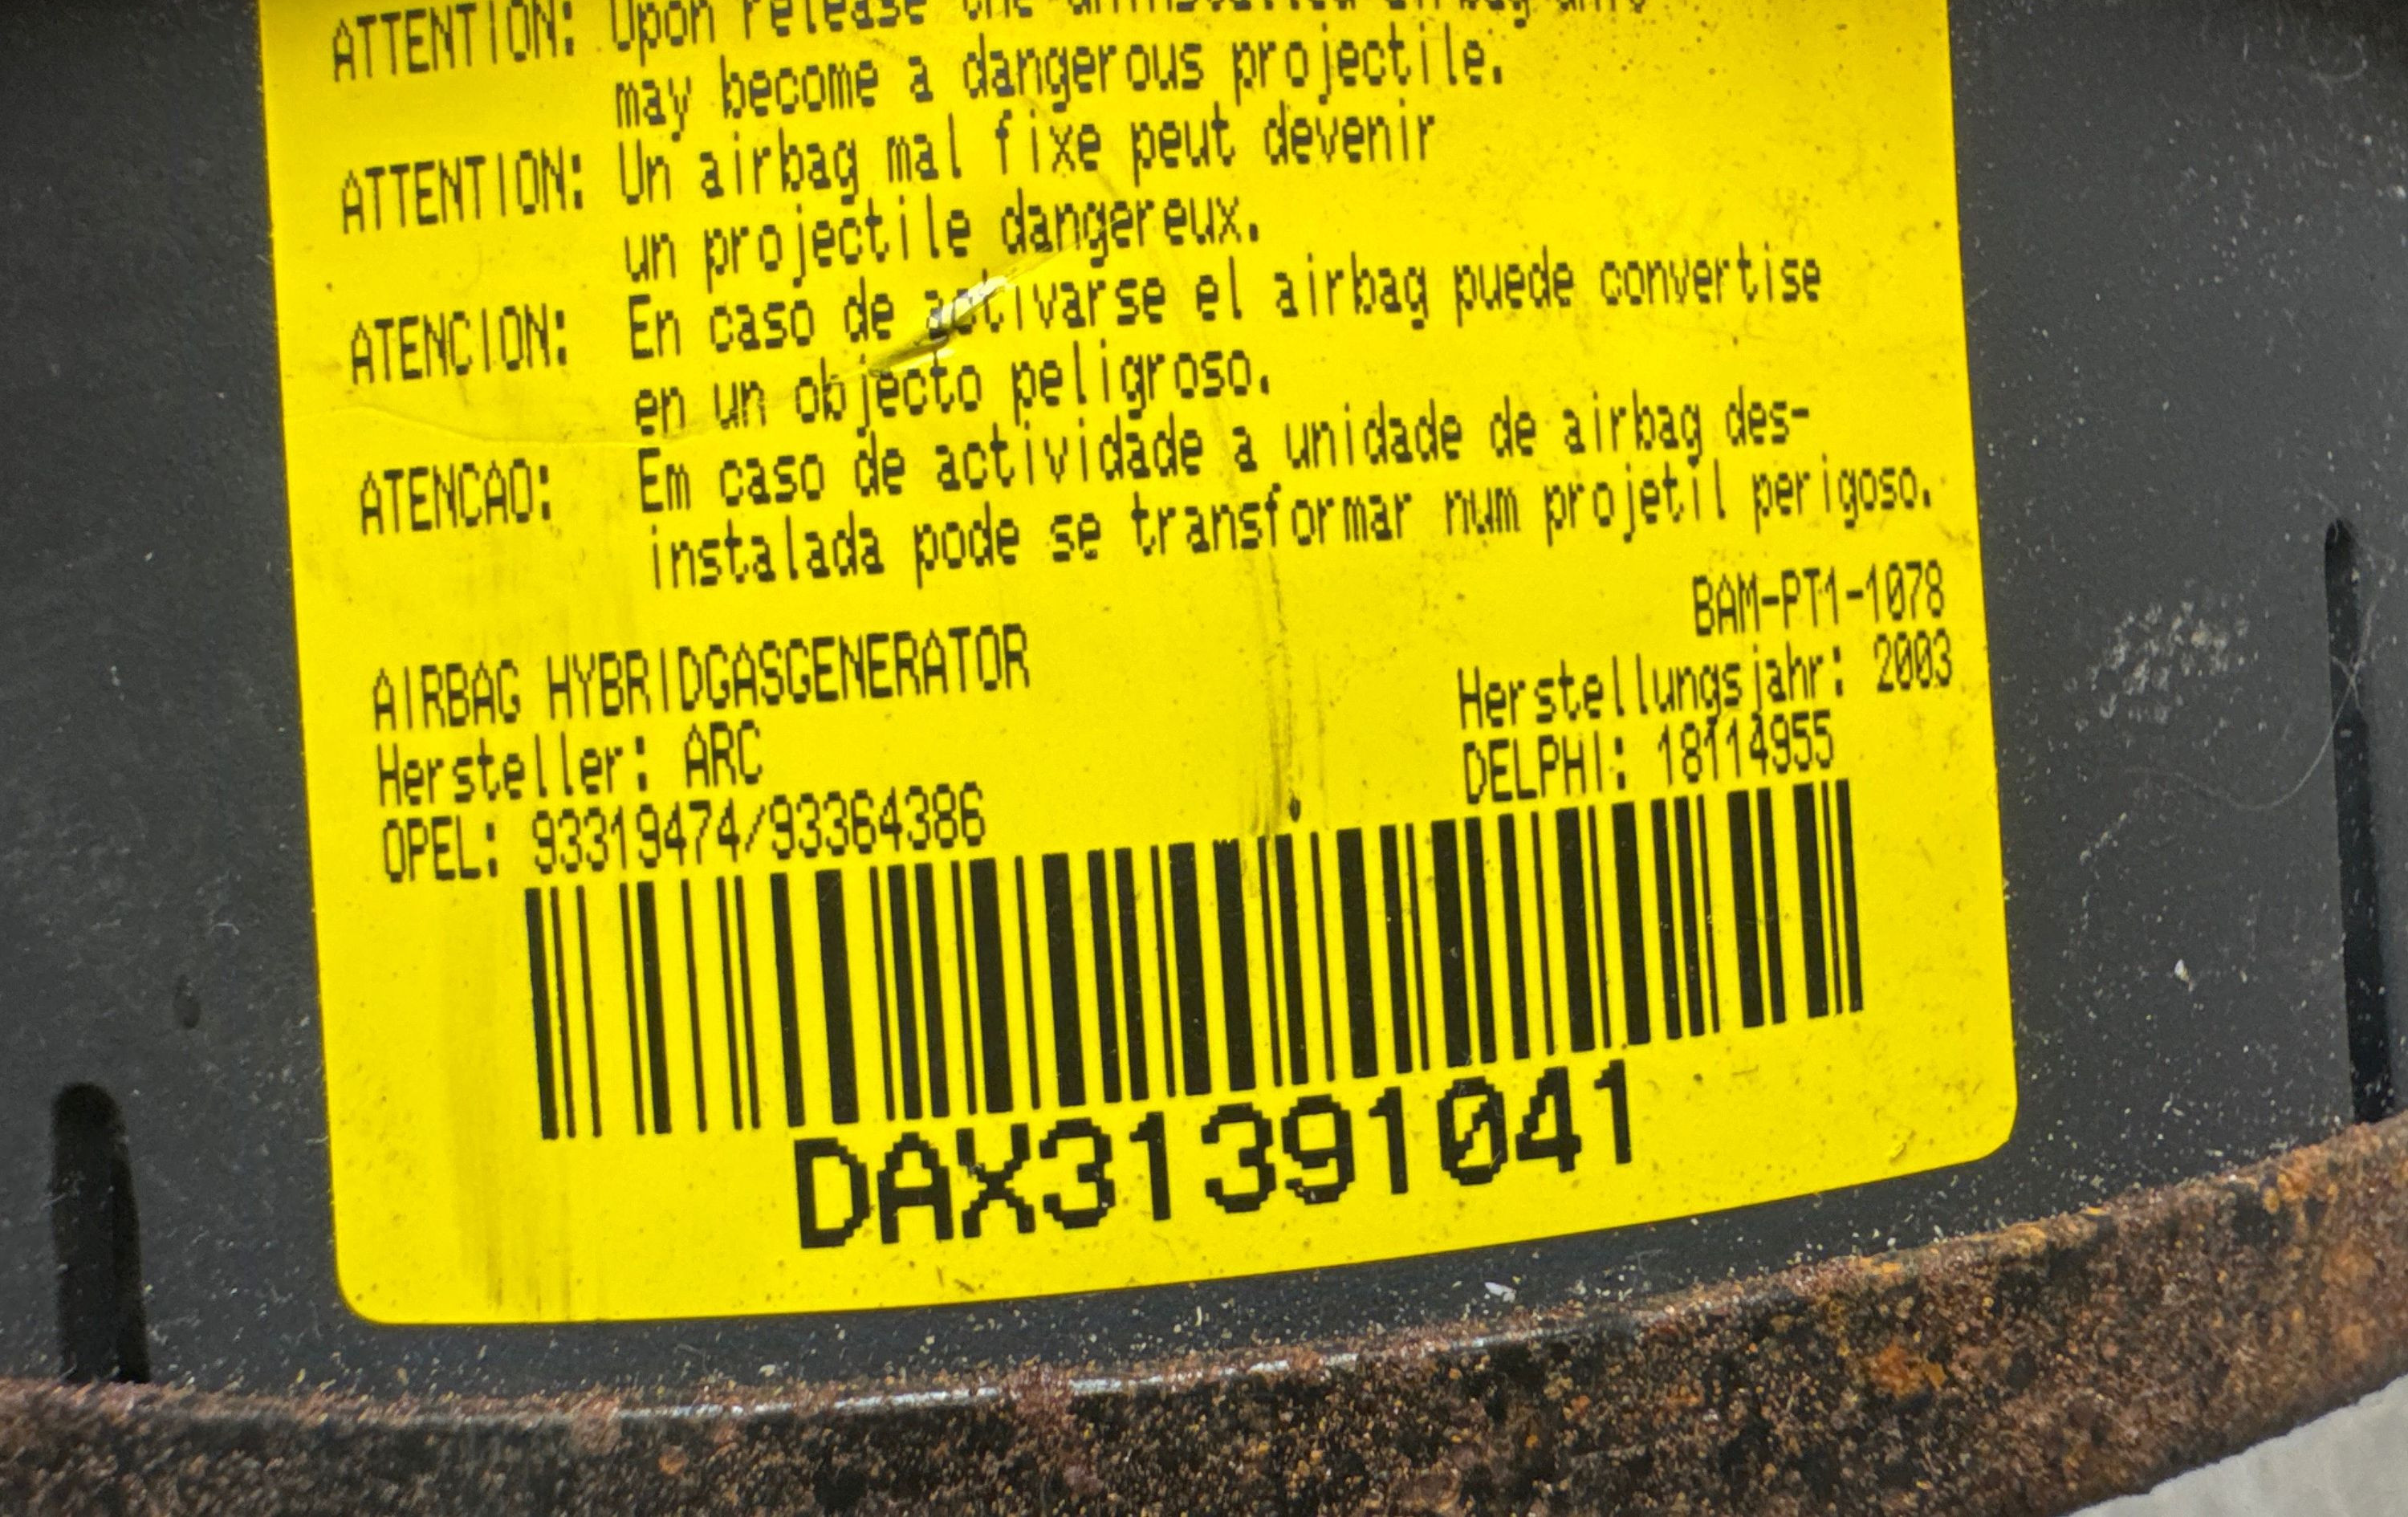 ATTENTION: Upon release the uninstalled airbag unit
may become a dangerous projectile.
ATTENTION: Un airbag mal fixe peut devenir
un projectile dangereux.
ATENCION: En caso de activarse el airbag puede convertise
en un objecto peligroso.
ATENCAO: Em caso de actividade a unidade de airbag des-
instalada pode se transformar num projetil perigoso.
BAM-PT1-1078
AIRBAG HYBRIDGASGENERATOR
Herstellungsjahr: 2003
Hersteller: ARC
DELPHI: 18114955
OPEL: 93319474/93364386
DAX31391041